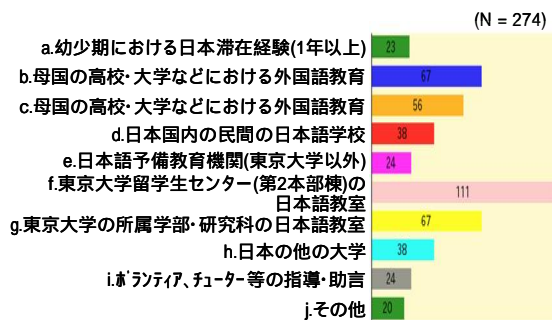 (N = 274)
a.幼少期における日本滞在経験(1年以上)
23
b.母国の高校･大学などにおける外国語教育
67
c.母国の高校･大学などにおける外国語教育
56
d.日本国内の民間の日本語学校
38
e.日本語予備教育機関(東京大学以外)
24
f.東京大学留学生センター(第2本部棟)の
日本語教室
111
g.東京大学の所属学部･研究科の日本語教室
67
h.日本の他の大学
38
i.ﾎﾞﾗﾝﾃｨｱ、ﾁｭｰﾀｰ等の指導･助言
24
j.その他
20